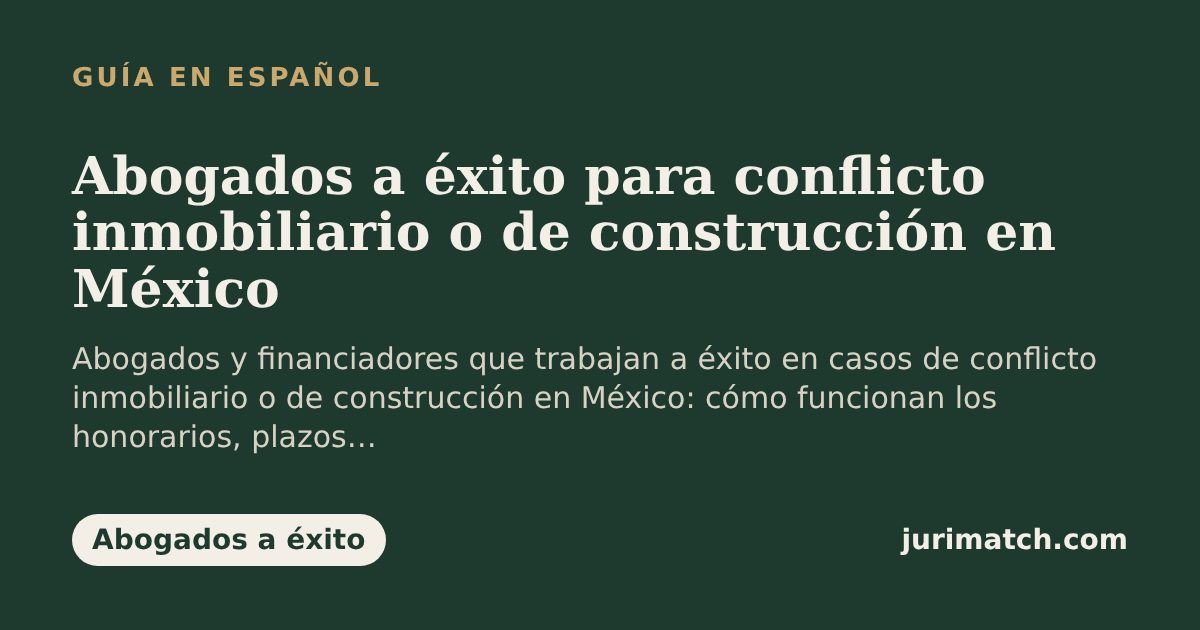 GUÍA EN ESPAÑOL
Abogados a éxito para conflicto
inmobiliario o de construcción en
México
Abogados y financiadores que trabajan a éxito en casos de conflicto
inmobiliario o de construcción en México: cómo funcionan los
honorarios, plazos…
Abogados a éxito
jurimatch.com